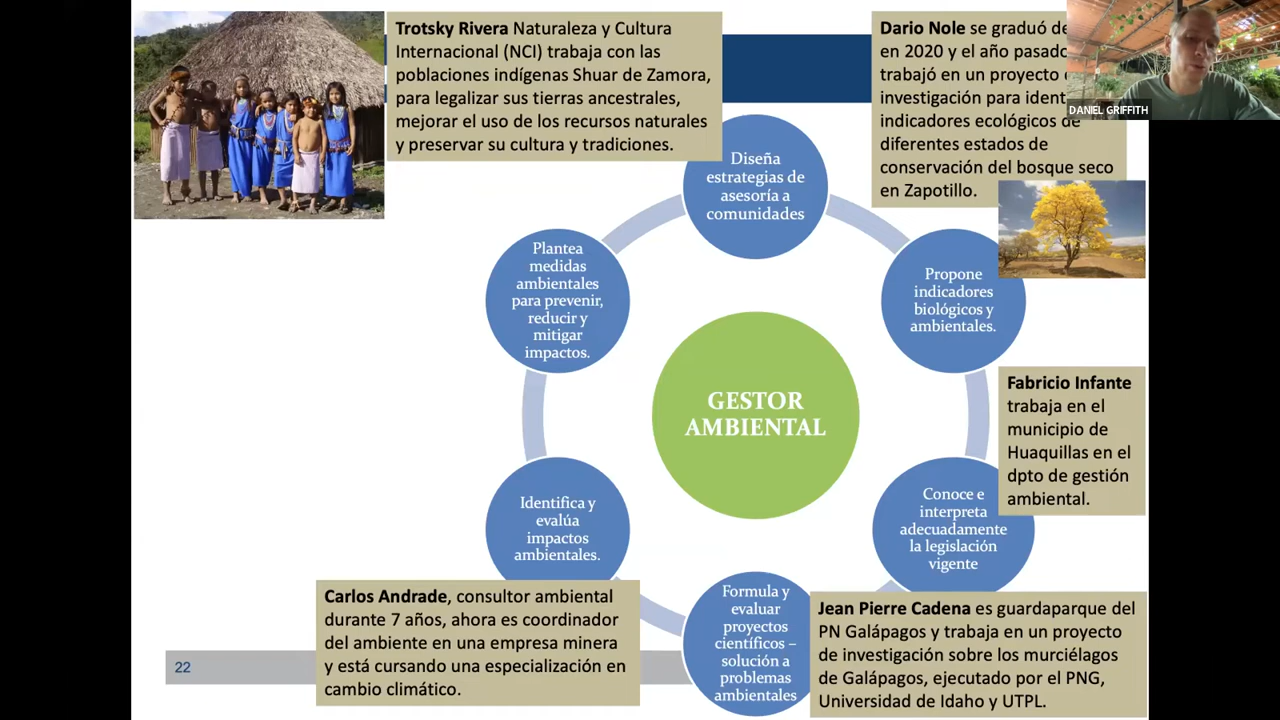 Trotsky Rivera Naturaleza y Cultura
Internacional (NCI) trabaja con las
poblaciones indígenas Shuar de Zamora,
para legalizar sus tierras ancestrales,
mejorar el uso de los recursos naturales
y preservar su cultura y tradiciones.
Dario Nole se graduó
en 2020 y el año pasado
trabajó en un proyecto
investigación para
indicadores ecológicos de
diferentes estados de
conservación del bosque seco
en Zapotillo.
DANIEL GRIFFITH
Diseña
estrategias de
asesoría a
comunidades
Plantea
medidas
ambientales
para prevenir,
reducir y
mitigar
impactos.
Propone
indicadores
biológicos y
ambientales.
GESTOR
AMBIENTAL
Fabricio Infante
trabaja en el
municipio de
Huaquillas en el
dpto de gestión
ambiental.
Identifica y
evalúa
impactos
ambientales.
Conoce e
interpreta
adecuadamente
la legislación
vigente
Formula y
evaluar
proyectos
científicos –
solución a
problemas
ambientales
Carlos Andrade, consultor ambiental
durante 7 años, ahora es coordinador
del ambiente en una empresa minera
y está cursando una especialización en
cambio climático.
Jean Pierre Cadena es guardaparque del
PN Galápagos y trabaja en un proyecto
de investigación sobre los murciélagos
de Galápagos, ejecutado por el PNG,
Universidad de Idaho y UTPL.
22